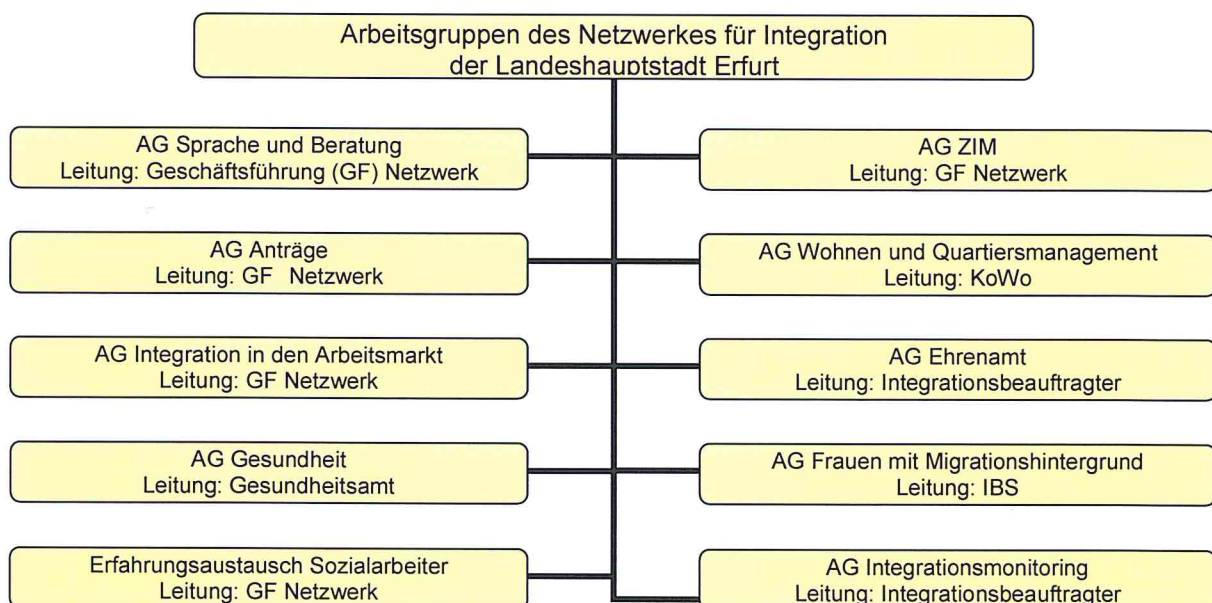 Arbeitsgruppen des Netzwerkes für Integration
der Landeshauptstadt Erfurt
AG Sprache und Beratung
Leitung: Geschäftsführung (GF) Netzwerk
AG ZIM
Leitung: GF Netzwerk
AG Anträge
Leitung: GF Netzwerk
AG Wohnen und Quartiersmanagement
Leitung: KoWo
AG Integration in den Arbeitsmarkt
Leitung: GF Netzwerk
AG Ehrenamt
Leitung: Integrationsbeauftragter
AG Gesundheit
Leitung: Gesundheitsamt
AG Frauen mit Migrationshintergrund
Leitung: IBS
Erfahrungsaustausch Sozialarbeiter
Leitung: GF Netzwerk
AG Integrationsmonitoring
Leitung: Integrationsbeauftragter